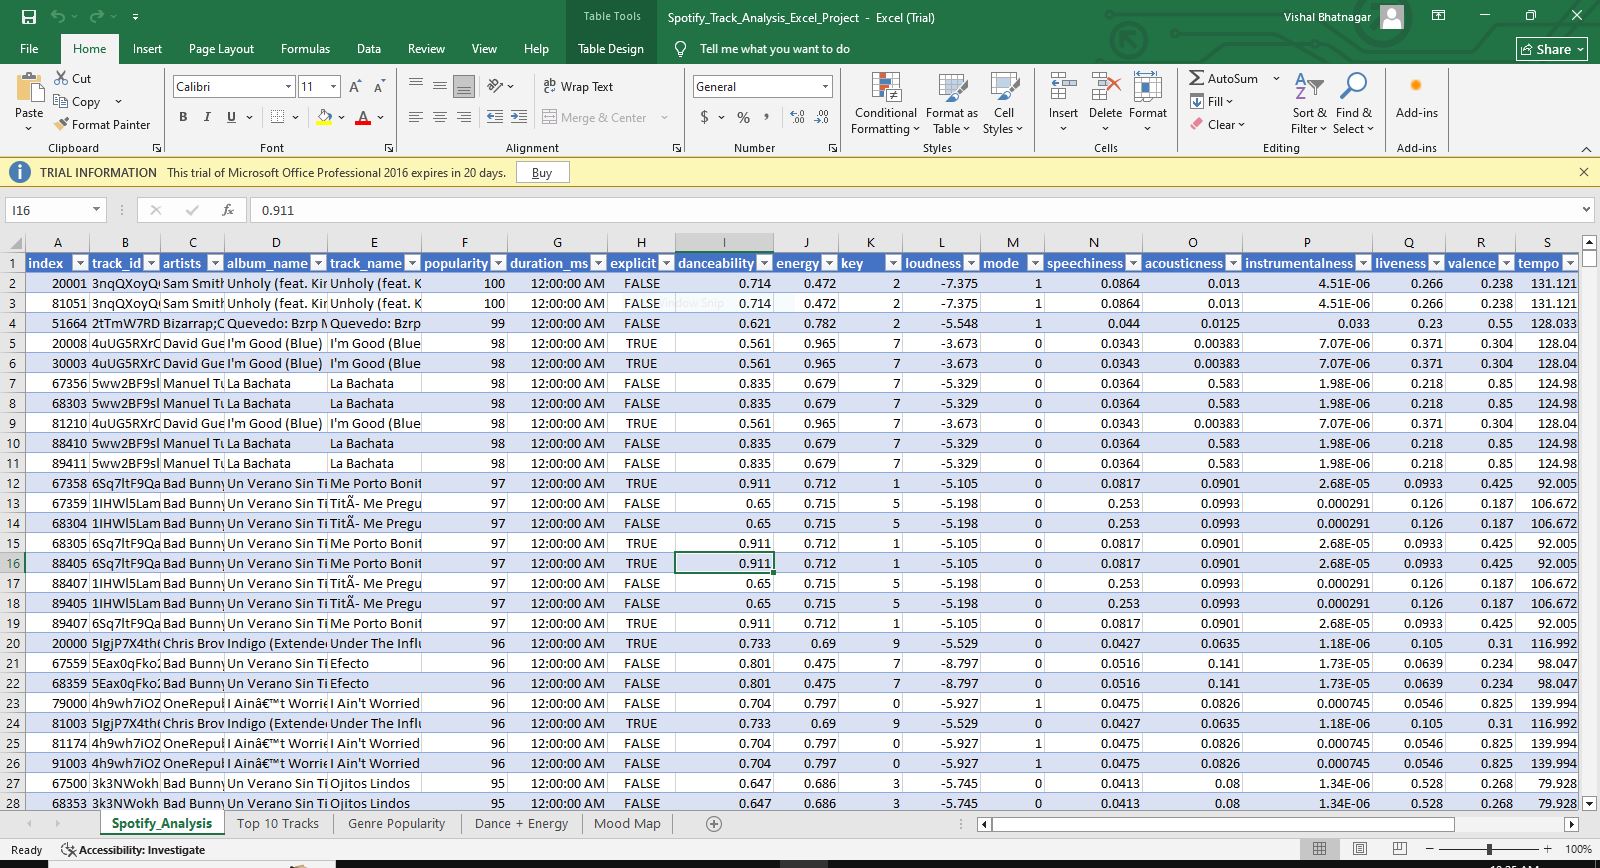 Table Tools
Spotify_Track_Analysis_Excel_Project - Excel (Trial)
Vishal Bhatnagar
File Home Insert Page Layout Formulas Data Review View Help Table Design Tell me what you want to do Share
Paste Cut Copy Format Painter
Calibri 11
B I U A
Wrap Text
Merge & Center
General
$ % ,
Conditional Formatting
Format as Table
Cell Styles
Insert Delete Format
AutoSum
Fill
Clear
Sort & Filter
Find & Select
Add-ins
Clipboard Font Alignment Number Styles Cells Editing Add-ins
TRIAL INFORMATION This trial of Microsoft Office Professional 2016 expires in 20 days. Buy
I16 fx 0.911
A B C D E F G H I J K L M N O P Q R S
1 index track_id artists album_name track_name popularity duration_ms explicit danceability energy key loudness mode speechiness acousticness instrumentalness liveness valence tempo
2 20001 3nqQXoyQ Sam Smith Unholy (feat. Kir Unholy (feat. K 100 12:00:00 AM FALSE 0.714 0.472 2 -7.375 1 0.0864 0.013 4.51E-06 0.266 0.238 131.121
3 81051 3nqQXoyQ Sam Smith Unholy (feat. Kir Unholy (feat. K 100 12:00:00 AM FALSE 0.714 0.472 2 -7.375 1 0.0864 0.013 4.51E-06 0.266 0.238 131.121
4 51664 2tTmW7RD Bizarrap;C Quevedo: Bzrp M Quevedo: Bzrp 99 12:00:00 AM FALSE 0.621 0.782 2 -5.548 1 0.044 0.0125 0.033 0.23 0.55 128.033
5 20008 4uUG5RXrC David Gue I'm Good (Blue) I'm Good (Blue 98 12:00:00 AM TRUE 0.561 0.965 7 -3.673 0 0.0343 0.00383 7.07E-06 0.371 0.304 128.04
6 30003 4uUG5RXrC David Gue I'm Good (Blue) I'm Good (Blue 98 12:00:00 AM TRUE 0.561 0.965 7 -3.673 0 0.0343 0.00383 7.07E-06 0.371 0.304 128.04
7 67356 5ww2BF9sl Manuel Tu La Bachata La Bachata 98 12:00:00 AM FALSE 0.835 0.679 7 -5.329 0 0.0364 0.583 1.98E-06 0.218 0.85 124.98
8 68303 5ww2BF9sl Manuel Tu La Bachata La Bachata 98 12:00:00 AM FALSE 0.835 0.679 7 -5.329 0 0.0364 0.583 1.98E-06 0.218 0.85 124.98
9 81210 4uUG5RXrC David Gue I'm Good (Blue) I'm Good (Blue 98 12:00:00 AM TRUE 0.561 0.965 7 -3.673 0 0.0343 0.00383 7.07E-06 0.371 0.304 128.04
10 88410 5ww2BF9sl Manuel Tu La Bachata La Bachata 98 12:00:00 AM FALSE 0.835 0.679 7 -5.329 0 0.0364 0.583 1.98E-06 0.218 0.85 124.98
11 89411 5ww2BF9sl Manuel Tu La Bachata La Bachata 98 12:00:00 AM FALSE 0.835 0.679 7 -5.329 0 0.0364 0.583 1.98E-06 0.218 0.85 124.98
12 67358 6Sq7ltF9Qa Bad Bunny Un Verano Sin Ti Me Porto Bonit 97 12:00:00 AM TRUE 0.911 0.712 1 -5.105 0 0.0817 0.0901 2.68E-05 0.0933 0.425 92.005
13 67359 1IHWl5Lam Bad Bunny Un Verano Sin Ti TitÃ- Me Pregu 97 12:00:00 AM FALSE 0.65 0.715 5 -5.198 0 0.253 0.0993 0.000291 0.126 0.187 106.672
14 68304 1IHWl5Lam Bad Bunny Un Verano Sin Ti TitÃ- Me Pregu 97 12:00:00 AM FALSE 0.65 0.715 5 -5.198 0 0.253 0.0993 0.000291 0.126 0.187 106.672
15 68305 6Sq7ltF9Qa Bad Bunny Un Verano Sin Ti Me Porto Bonit 97 12:00:00 AM TRUE 0.911 0.712 1 -5.105 0 0.0817 0.0901 2.68E-05 0.0933 0.425 92.005
16 88405 6Sq7ltF9Qa Bad Bunny Un Verano Sin Ti Me Porto Bonit 97 12:00:00 AM TRUE 0.911 0.712 1 -5.105 0 0.0817 0.0901 2.68E-05 0.0933 0.425 92.005
17 88407 1IHWl5Lam Bad Bunny Un Verano Sin Ti TitÃ- Me Pregu 97 12:00:00 AM FALSE 0.65 0.715 5 -5.198 0 0.253 0.0993 0.000291 0.126 0.187 106.672
18 89405 1IHWl5Lam Bad Bunny Un Verano Sin Ti TitÃ- Me Pregu 97 12:00:00 AM FALSE 0.65 0.715 5 -5.198 0 0.253 0.0993 0.000291 0.126 0.187 106.672
19 89407 6Sq7ltF9Qa Bad Bunny Un Verano Sin Ti Me Porto Bonit 97 12:00:00 AM TRUE 0.911 0.712 1 -5.105 0 0.0817 0.0901 2.68E-05 0.0933 0.425 92.005
20 20000 5IgjP7X4th Chris Brov Indigo (Extende Under The Influ 96 12:00:00 AM TRUE 0.733 0.69 9 -5.529 0 0.0427 0.0635 1.18E-06 0.105 0.31 116.992
21 67559 5Eax0qFko Bad Bunny Un Verano Sin Ti Efecto 96 12:00:00 AM FALSE 0.801 0.475 7 -8.797 0 0.0516 0.141 1.73E-05 0.0639 0.234 98.047
22 68359 5Eax0qFko Bad Bunny Un Verano Sin Ti Efecto 96 12:00:00 AM FALSE 0.801 0.475 7 -8.797 0 0.0516 0.141 1.73E-05 0.0639 0.234 98.047
23 79000 4h9wh7iOZ OneRepul I Ainâ€™t Worrie I Ain't Worried 96 12:00:00 AM FALSE 0.704 0.797 0 -5.927 1 0.0475 0.0826 0.000745 0.0546 0.825 139.994
24 81003 5IgjP7X4th Chris Brov Indigo (Extende Under The Influ 96 12:00:00 AM TRUE 0.733 0.69 9 -5.529 0 0.0427 0.0635 1.18E-06 0.105 0.31 116.992
25 81174 4h9wh7iOZ OneRepul I Ainâ€™t Worrie I Ain't Worried 96 12:00:00 AM FALSE 0.704 0.797 0 -5.927 1 0.0475 0.0826 0.000745 0.0546 0.825 139.994
26 91003 4h9wh7iOZ OneRepul I Ainâ€™t Worrie I Ain't Worried 96 12:00:00 AM FALSE 0.704 0.797 0 -5.927 1 0.0475 0.0826 0.000745 0.0546 0.825 139.994
27 67500 3k3NWokh Bad Bunny Un Verano Sin Ti Ojitos Lindos 95 12:00:00 AM FALSE 0.647 0.686 3 -5.745 0 0.0413 0.08 1.34E-06 0.528 0.268 79.928
28 68353 3k3NWokh Bad Bunny Un Verano Sin Ti Ojitos Lindos 95 12:00:00 AM FALSE 0.647 0.686 3 -5.745 0 0.0413 0.08 1.34E-06 0.528 0.268 79.928
Spotify_Analysis Top 10 Tracks Genre Popularity Dance + Energy Mood Map
Ready Accessibility: Investigate 100%